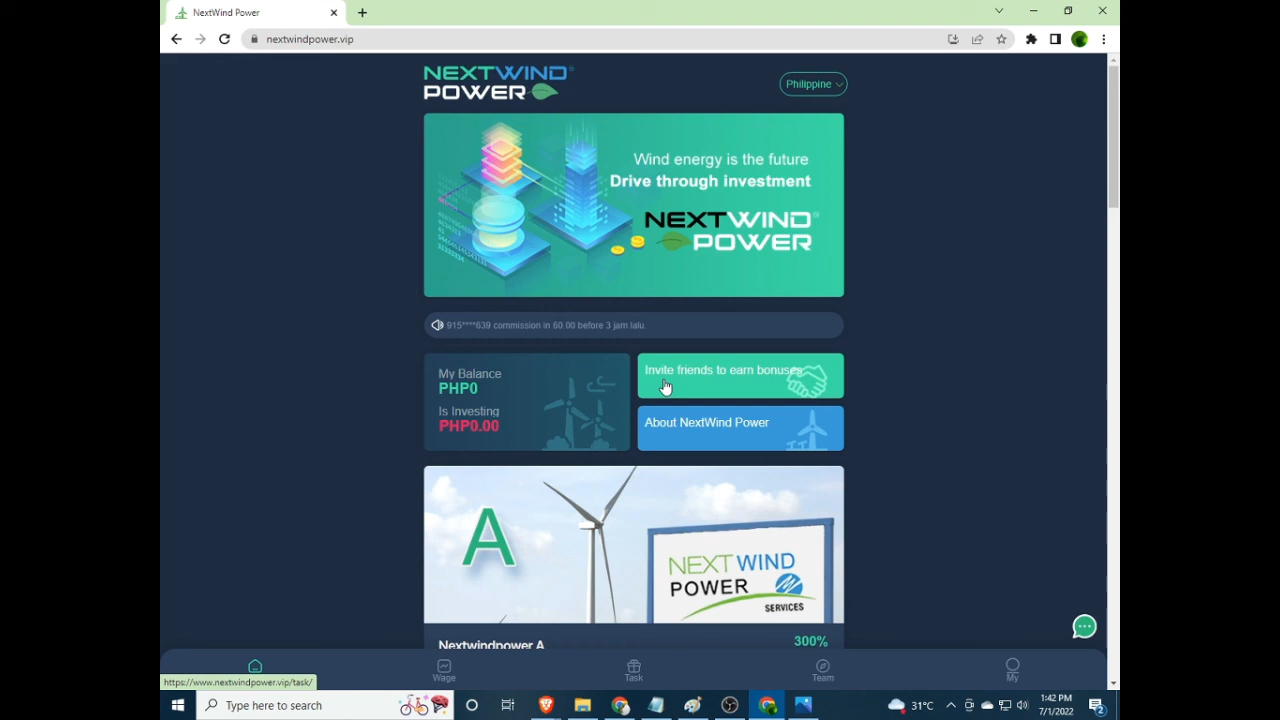 NextWind Power
nextwindpower.vip
NEXTWIND
POWER
Philippine
Wind energy is the future
Drive through investment
NEXTWIND
POWER
915****639 commission in 60.00 before 3 jam lalu.
My Balance
PHP0
Is Investing
PHP0.00
Invite friends to earn bonuses
About NextWind Power
A
NEXT WIND
POWER
SERVICES
Nextwindpower A
300%
Wage
Task
Team
My
https://www.nextwindpower.vip/task/
Type here to search
31°C
1:42 PM
7/1/2022
2